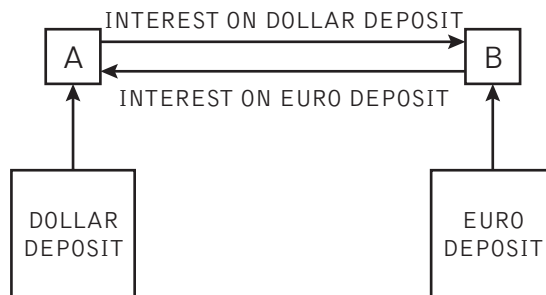 INTEREST ON DOLLAR DEPOSIT
A
B
INTEREST ON EURO DEPOSIT
DOLLAR
DEPOSIT
EURO
DEPOSIT